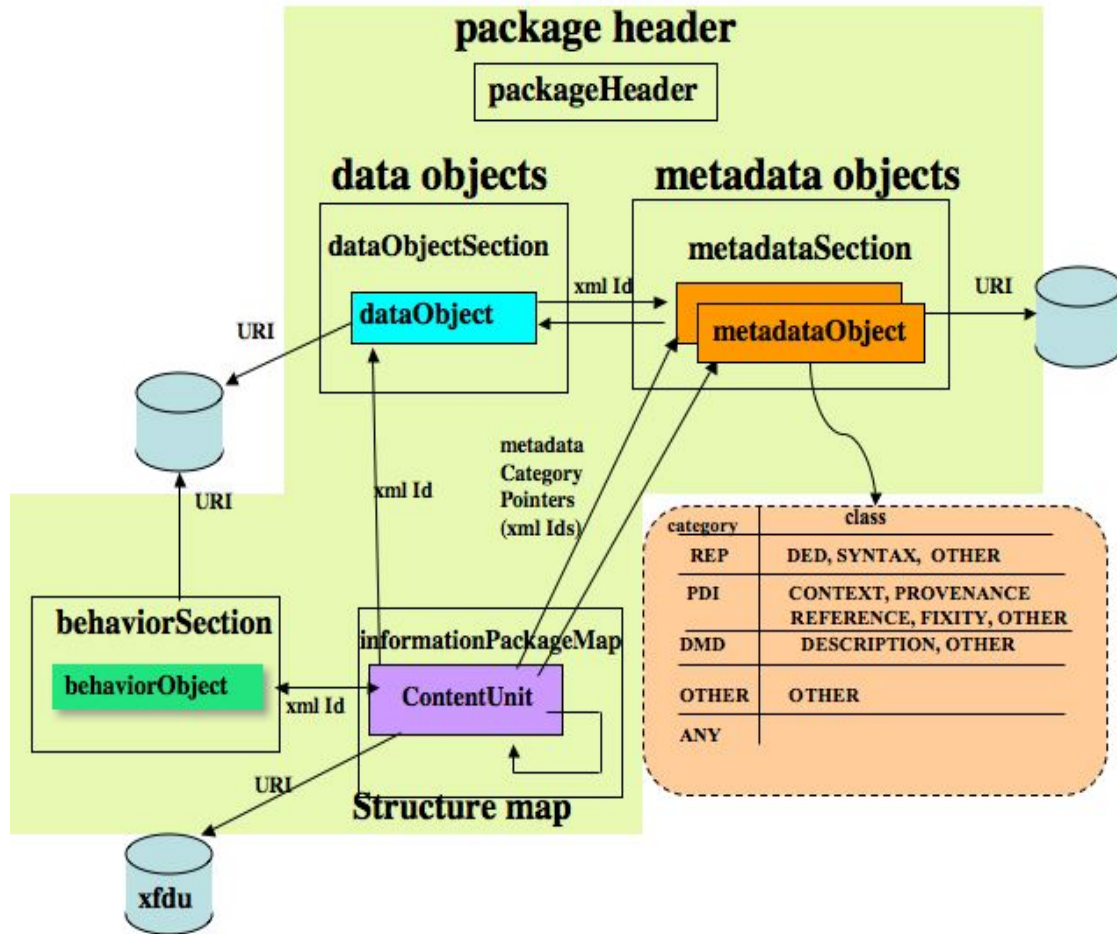 package header
packageHeader
data objects
metadata objects
dataObjectSection
metadataSection
xml Id
URI
dataObject
metadataObject
URI
metadata
Category
Pointers
(xml Ids)
xml Id
URI
category
class
REP
DED, SYNTAX, OTHER
PDI
CONTEXT, PROVENANCE
REFERENCE, FIXITY, OTHER
DMD
DESCRIPTION, OTHER
OTHER
OTHER
ANY
behaviorSection
behaviorObject
xml Id
informationPackageMap
ContentUnit
URI
Structure map
xfdu